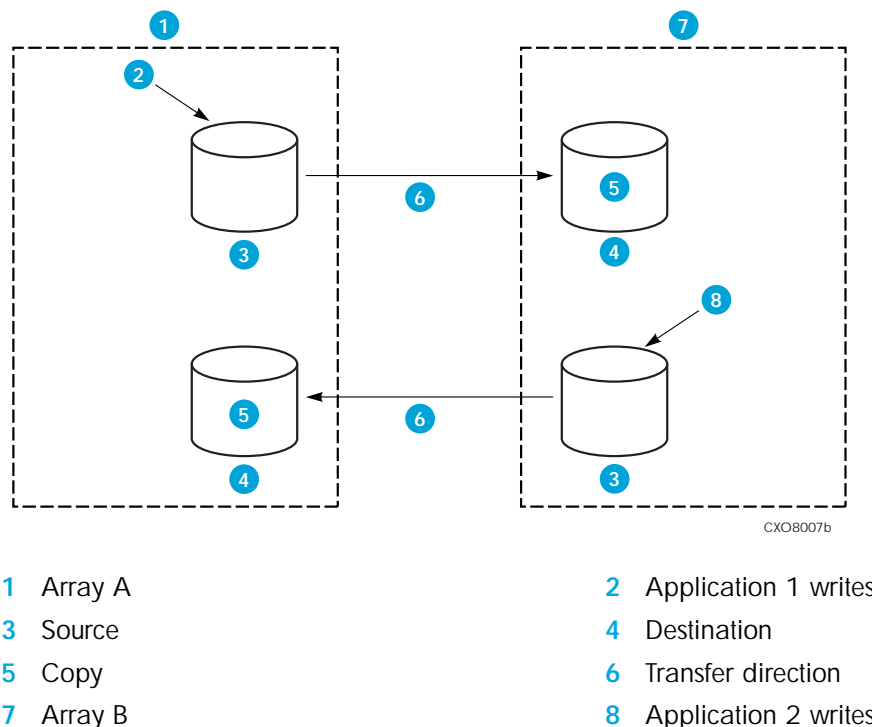 1 7
2
5
6
3 4
8
5
6
4 3
CXO8007b
1 Array A 2 Application 1 writes
3 Source 4 Destination
5 Copy 6 Transfer direction
7 Array B 8 Application 2 writes